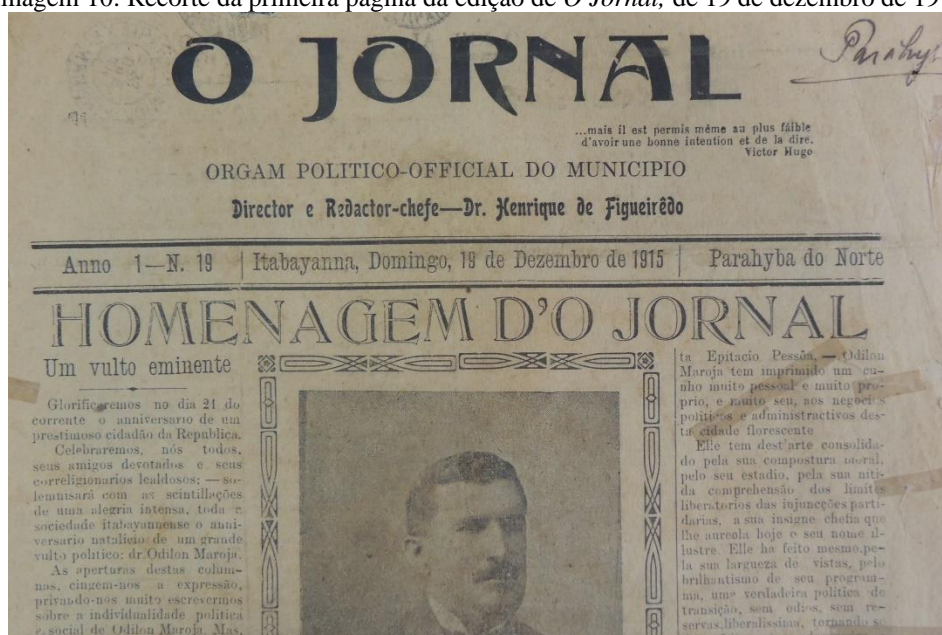 magem 10: Recorte da primeira página da edição de O Jornal, de 19 de dezembro de 19
O JORNAL
Parahyb
...mais il est permis même au plus fáible
d'avoir une bonne intention et de la dire.
Victor Hugo
ORGAM POLITICO-OFFICIAL DO MUNICIPIO
Director e Redactor-chefe—Dr. Henrique de Figueirêdo
Anno 1—N. 19 | Itabayanna, Domingo, 19 de Dezembro de 1915 | Parahyba do Norte
HOMENAGEM D'O JORNAL
Um vulto eminente
Glorificaremos no dia 21 do
corrente o anniversario de um
prestimoso cidadão da Republica.
Celebraremos, nós todos,
seus amigos devotados e seus
correligionarios lealdosos; — so-
lemnisará com as scintillações
de uma alegria intensa, toda a
sociedade itabayannense o anni-
versario natalicio de um grande
vulto politico: dr. Odilon Maroja.
As aperturas destas colum-
nas, cingem-nos a expressão,
privando-nos muito escrevermos
sobre a individualidade politica
e social de Odilon Maroja. Mas,
ta Epitacio Pessôa, — Odilon
Maroja tem imprimido um cu-
nho muito pessoal e muito pro-
prio, e muito seu, aos negocios
politicos e administractivos des-
ta cidade florescente
Elle tem dest'arte consolida-
do pela sua compostura moral,
pelo seu estadio, pela sua niti-
da comprehensão dos limites
liberatorios das injuncções parti-
darias, a sua insigne chefia que
lhe aureola hoje o seu nome il-
lustre. Elle ha feito mesmo, pe-
la sua largueza de vistas, pelo
brilhantismo de seu program-
ma, uma verdadeira politica de
transição, sem odios, sem re-
servas, liberalissima, tornando se